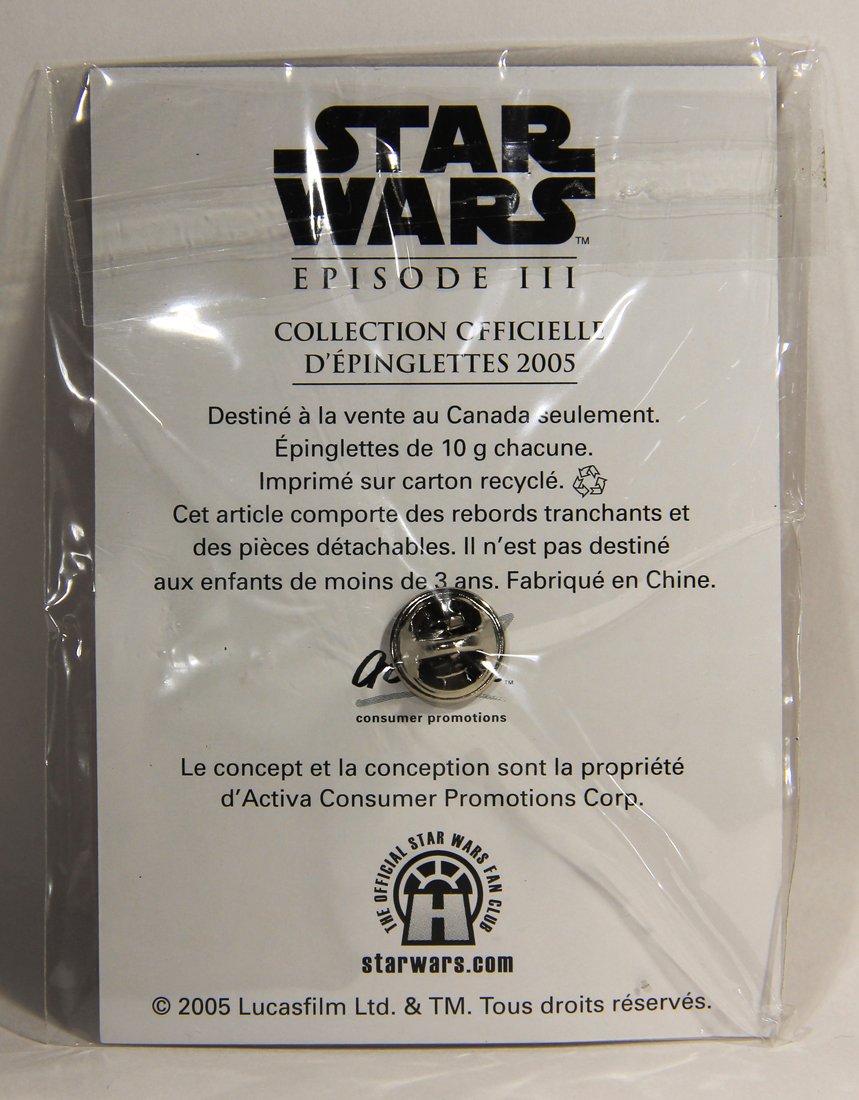 STAR
WARS™
EPISODE III
COLLECTION OFFICIELLE
D'ÉPINGLETTES 2005
Destiné à la vente au Canada seulement.
Épinglettes de 10 g chacune.
Imprimé sur carton recyclé.
Cet article comporte des rebords tranchants et
des pièces détachables. Il n'est pas destiné
aux enfants de moins de 3 ans. Fabriqué en Chine.
™
consumer promotions
Le concept et la conception sont la propriété
d'Activa Consumer Promotions Corp.
THE OFFICIAL STAR WARS FAN CLUB
starwars.com
© 2005 Lucasfilm Ltd. & TM. Tous droits réservés.